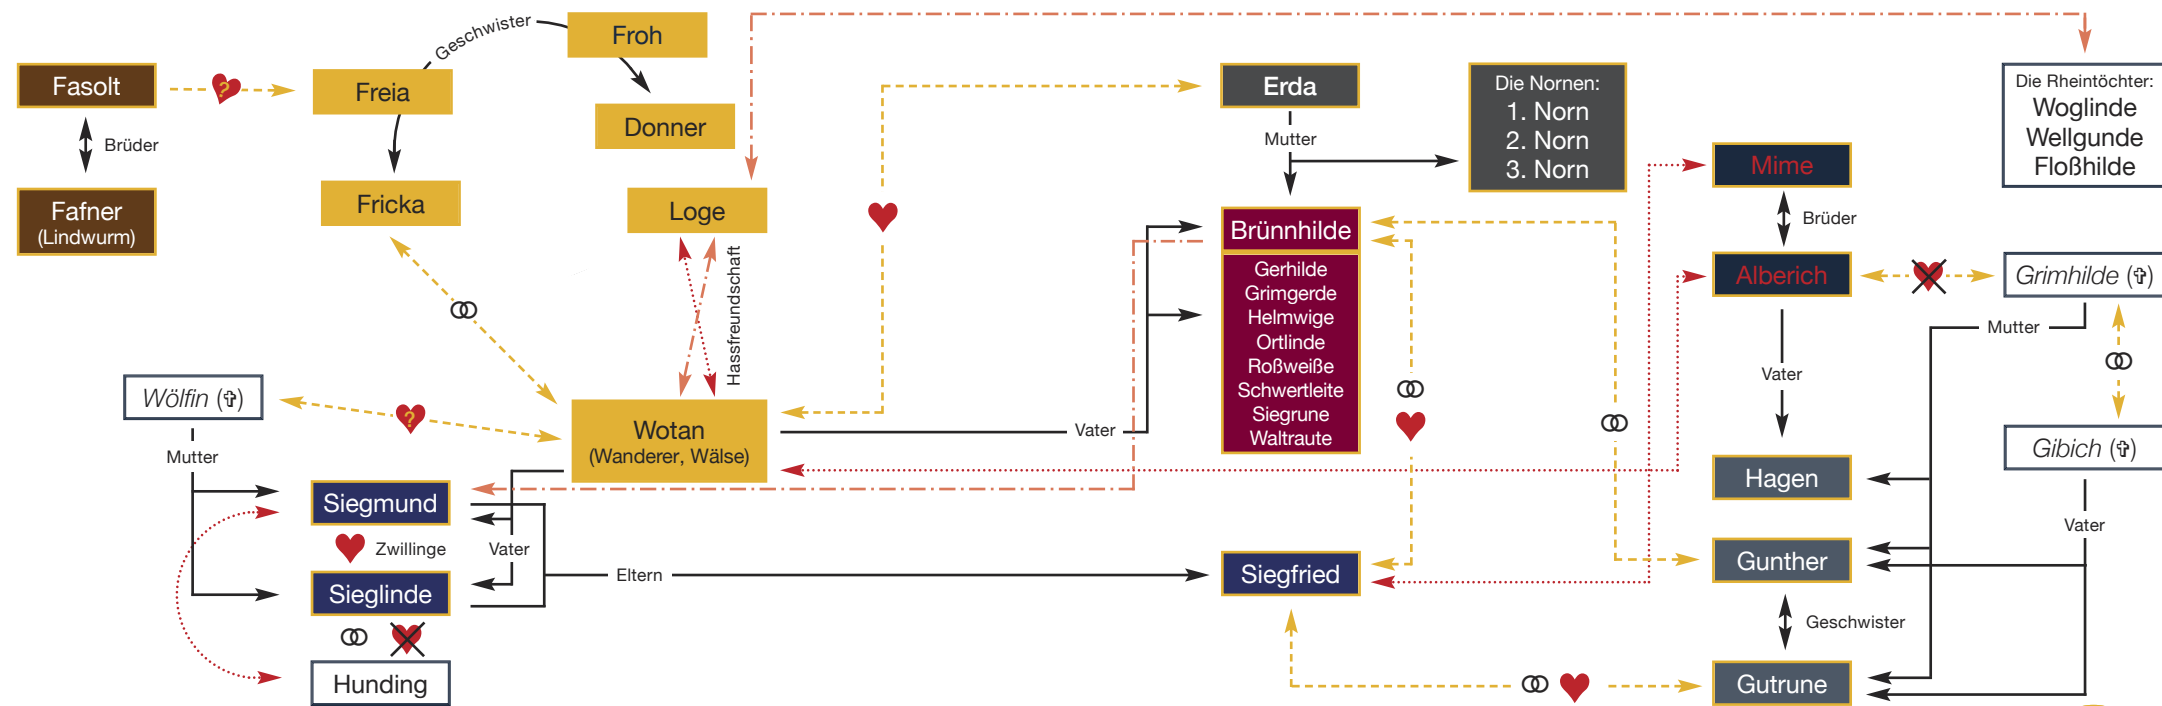 Geschwister
Froh
Fasolt
?
Freia
Erda
Die Nornen:
1. Norn
2. Norn
3. Norn
Die Rheintöchter:
Woglinde
Wellgunde
Floßhilde
Donner
Brüder
Mutter
Mime
Fafner
(Lindwurm)
Fricka
Loge
Brüder
Brünnhilde
Gerhilde
Grimgerde
Helmwige
Ortlinde
Roßweiße
Schwertleite
Siegrune
Waltraute
Hassfreundschaft
Alberich
Grimhilde (✞)
Mutter
Vater
Wölfin (✞)
?
Wotan
(Wanderer, Wälse)
Vater
Gibich (✞)
Mutter
Hagen
Siegmund
Vater
Zwillinge
Vater
Eltern
Siegfried
Gunther
Sieglinde
Geschwister
Hunding
Gutrune